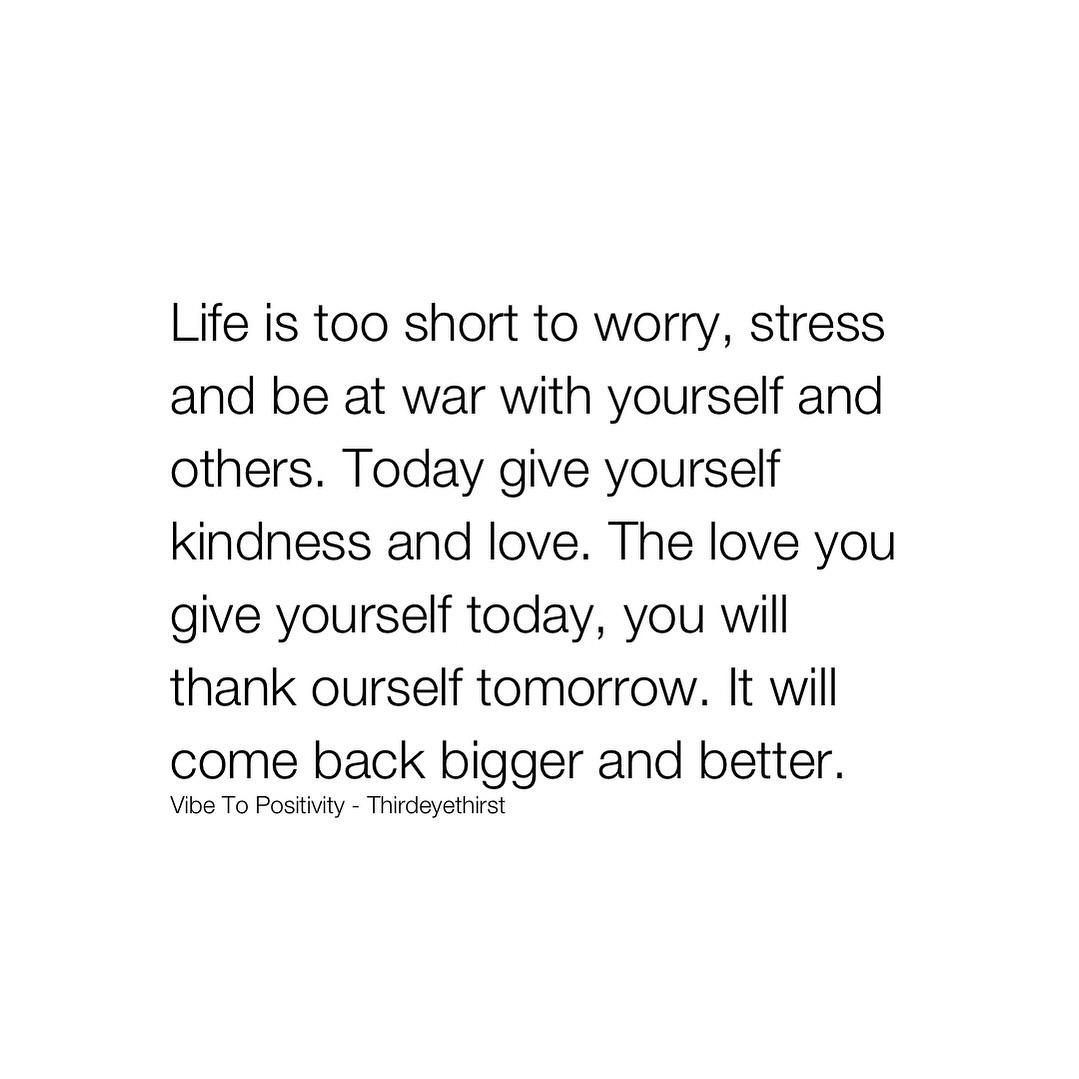 Life is too short to worry, stress
and be at war with yourself and
others. Today give yourself
kindness and love. The love you
give yourself today, you will
thank ourself tomorrow. It will
come back bigger and better.
Vibe To Positivity - Thirdeyethirst